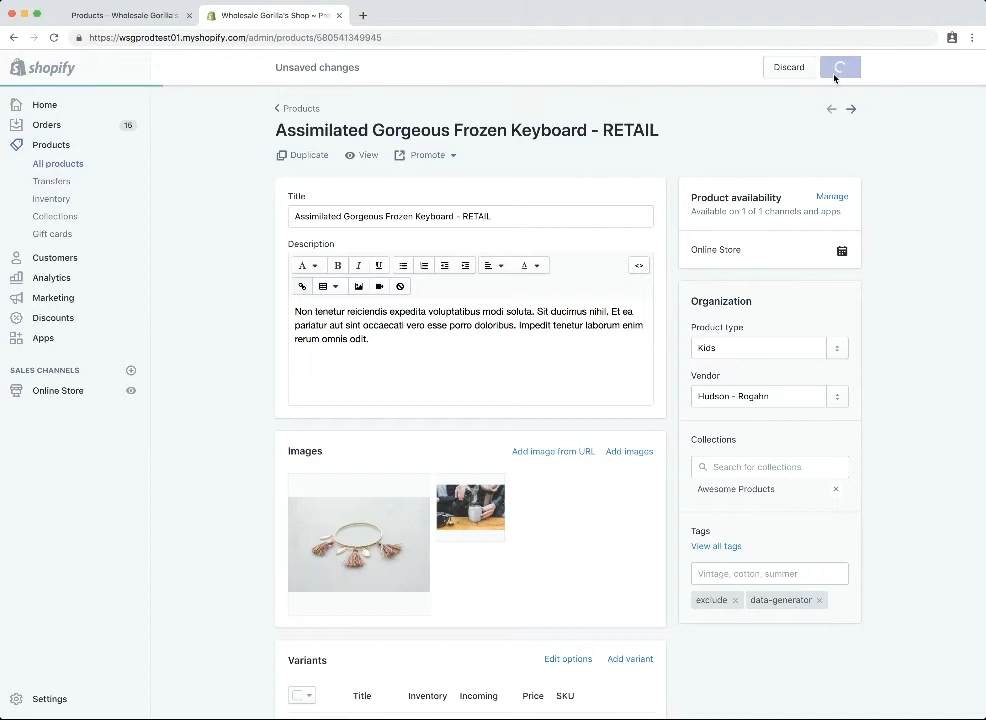 Products ~ Wholesale Gorilla's
Wholesale Gorilla's Shop ~ Pro
https://wsgprodtest01.myshopify.com/admin/products/580541349945
shopify
Unsaved changes
Discard
Home
Orders
16
Products
All products
Transfers
Inventory
Collections
Gift cards
Customers
Analytics
Marketing
Discounts
Apps
SALES CHANNELS
Online Store
Settings
Products
Assimilated Gorgeous Frozen Keyboard - RETAIL
Duplicate
View
Promote
Title
Assimilated Gorgeous Frozen Keyboard - RETAIL
Description
A
B
I
U
A
<>
Non tenetur reiciendis expedita voluptatibus modi soluta. Sit ducimus nihil. Et ea
pariatur aut sint occaecati vero esse porro doloribus. Impedit tenetur laborum enim
rerum omnis odit.
Images
Add image from URL
Add images
Variants
Edit options
Add variant
Title
Inventory
Incoming
Price
SKU
Product availability
Manage
Available on 1 of 1 channels and apps
Online Store
Organization
Product type
Kids
Vendor
Hudson - Rogahn
Collections
Search for collections
Awesome Products
Tags
View all tags
Vintage, cotton, summer
exclude
data-generator